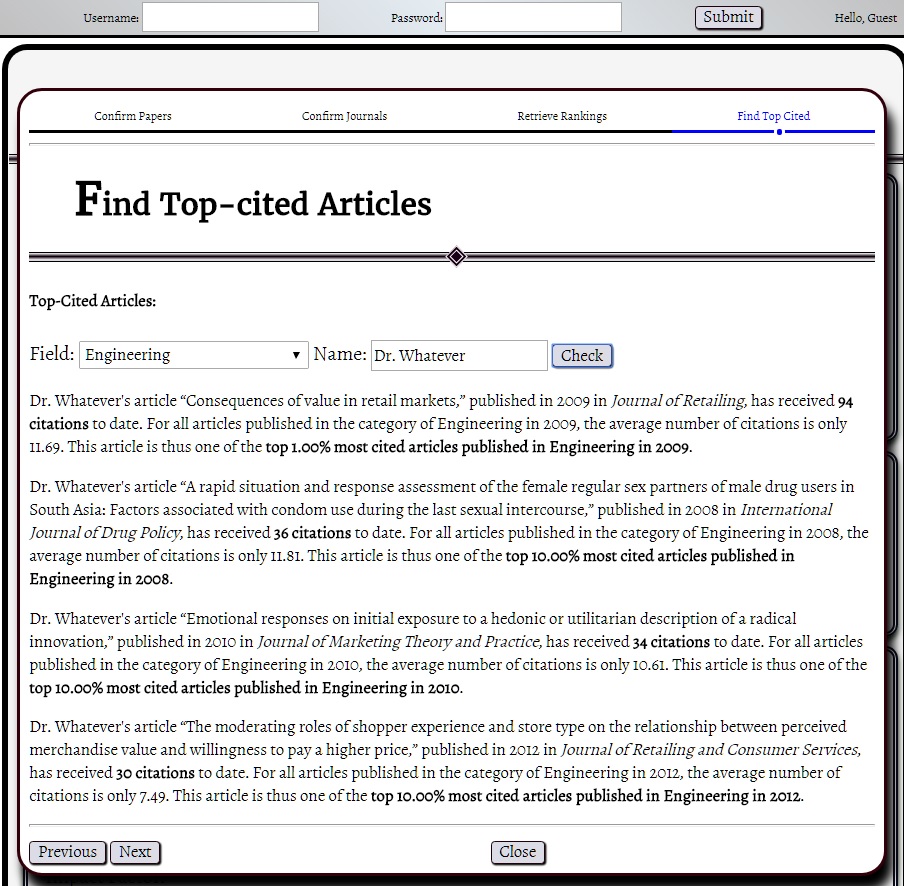 Username: Password: Submit Hello, Guest
Confirm Papers Confirm Journals Retrieve Rankings Find Top Cited
Find Top-cited Articles
Top-Cited Articles:
Field: Engineering Name: Dr. Whatever Check
Dr. Whatever's article “Consequences of value in retail markets,” published in 2009 in Journal of Retailing, has received 94
citations to date. For all articles published in the category of Engineering in 2009, the average number of citations is only
11.69. This article is thus one of the top 1.00% most cited articles published in Engineering in 2009.
Dr. Whatever's article “A rapid situation and response assessment of the female regular sex partners of male drug users in
South Asia: Factors associated with condom use during the last sexual intercourse,” published in 2008 in International
Journal of Drug Policy, has received 36 citations to date. For all articles published in the category of Engineering in 2008, the
average number of citations is only 11.81. This article is thus one of the top 10.00% most cited articles published in
Engineering in 2008.
Dr. Whatever's article “Emotional responses on initial exposure to a hedonic or utilitarian description of a radical
innovation,” published in 2010 in Journal of Marketing Theory and Practice, has received 34 citations to date. For all articles
published in the category of Engineering in 2010, the average number of citations is only 10.61. This article is thus one of the
top 10.00% most cited articles published in Engineering in 2010.
Dr. Whatever's article “The moderating roles of shopper experience and store type on the relationship between perceived
merchandise value and willingness to pay a higher price,” published in 2012 in Journal of Retailing and Consumer Services,
has received 30 citations to date. For all articles published in the category of Engineering in 2012, the average number of
citations is only 7.49. This article is thus one of the top 10.00% most cited articles published in Engineering in 2012.
Previous Next Close